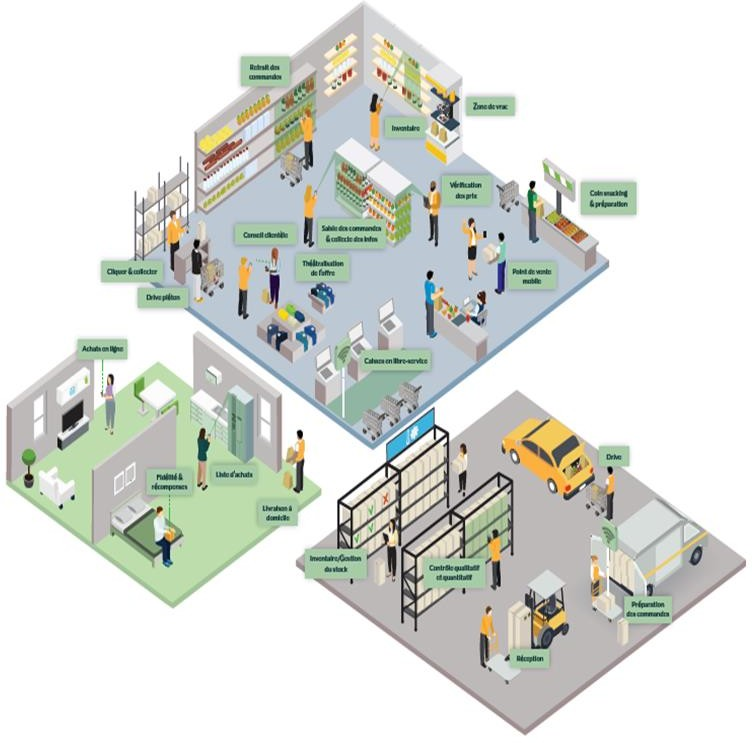 Retrait des
commandes
Zone de vrac
Inventaire
Vérification
des prix
Coin snacking
& préparation
Conseil clientèle
Saisie des commandes
& collecte des infos
Théâtralisation
de l'offre
Cliquer & collecter
Drive piéton
Point de vente
mobile
Caisses en libre-service
Achats en ligne
Fidélité &
récompenses
Liste d'achats
Livraison à
domicile
Drive
Inventaire/Gestion
du stock
Contrôle qualitatif
et quantitatif
Préparation
des commandes
Réception